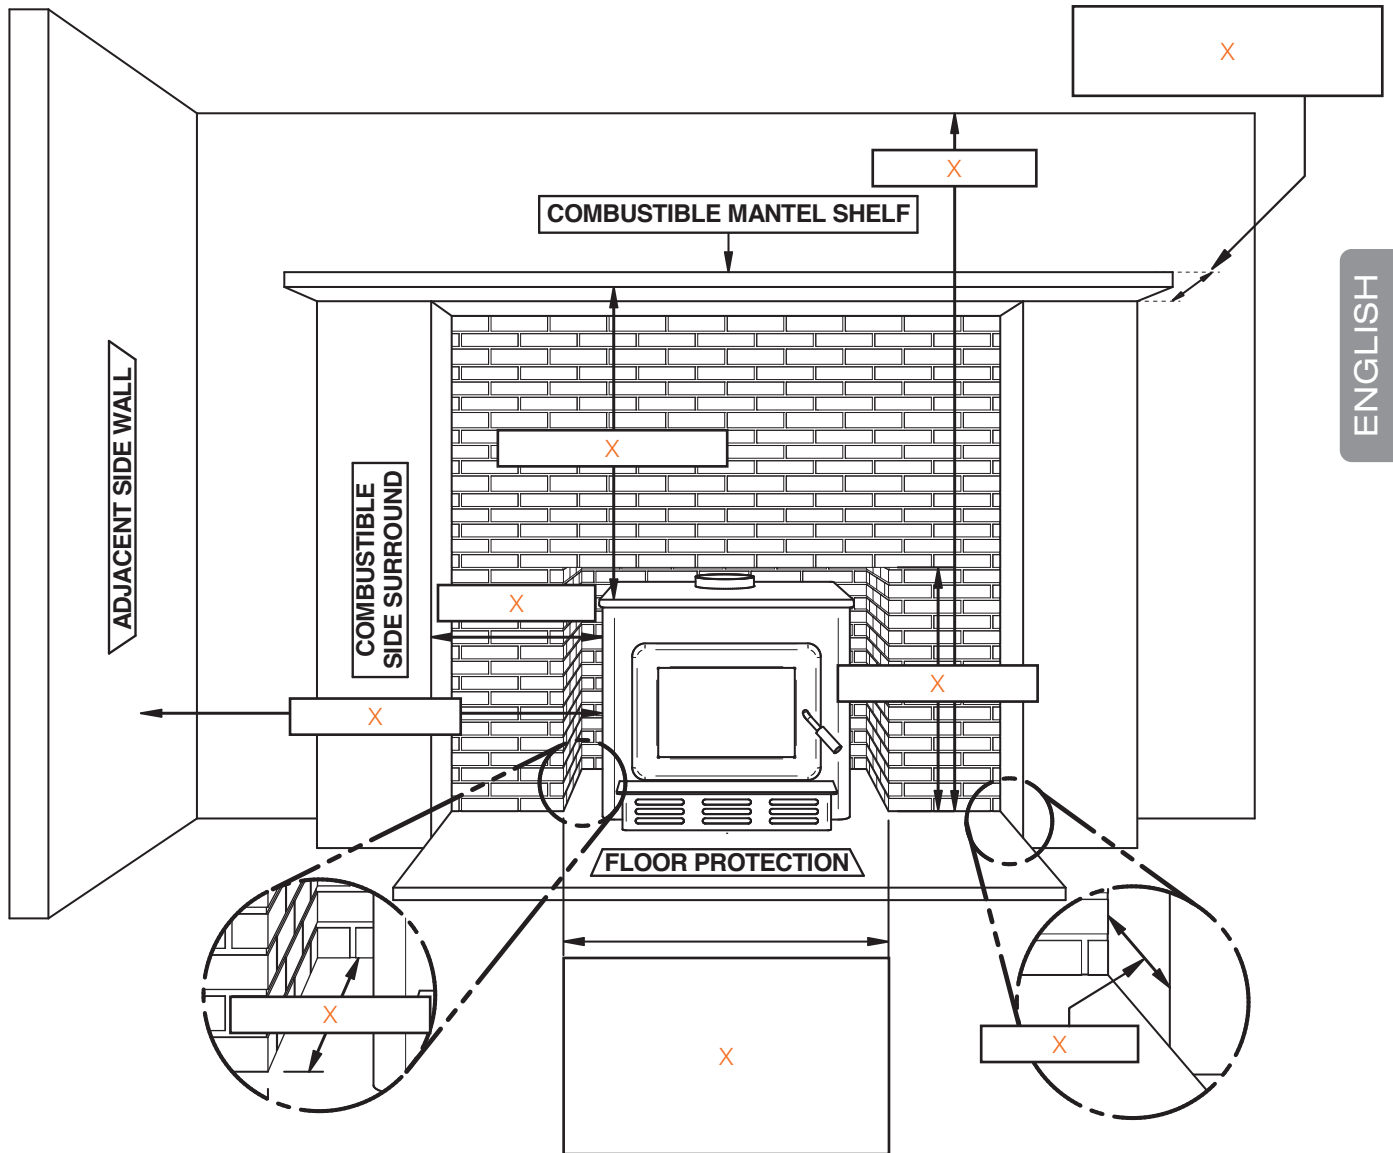 X
X
COMBUSTIBLE MANTEL SHELF
ENGLISH
ADJACENT SIDE WALL
X
COMBUSTIBLE
SIDE SURROUND
X
X
X
FLOOR PROTECTION
X
X
X